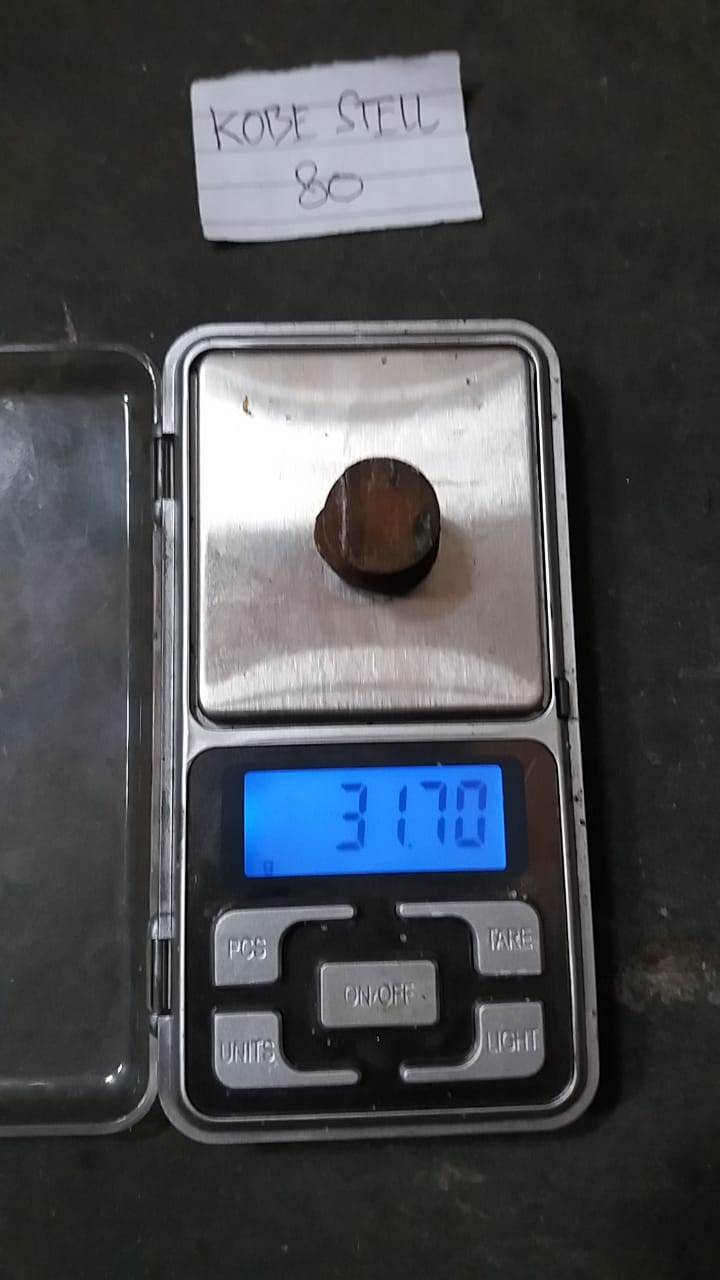 KOBE STELL
80
31.70
g
PCS
TARE
ON/OFF
UNITS
LIGHT